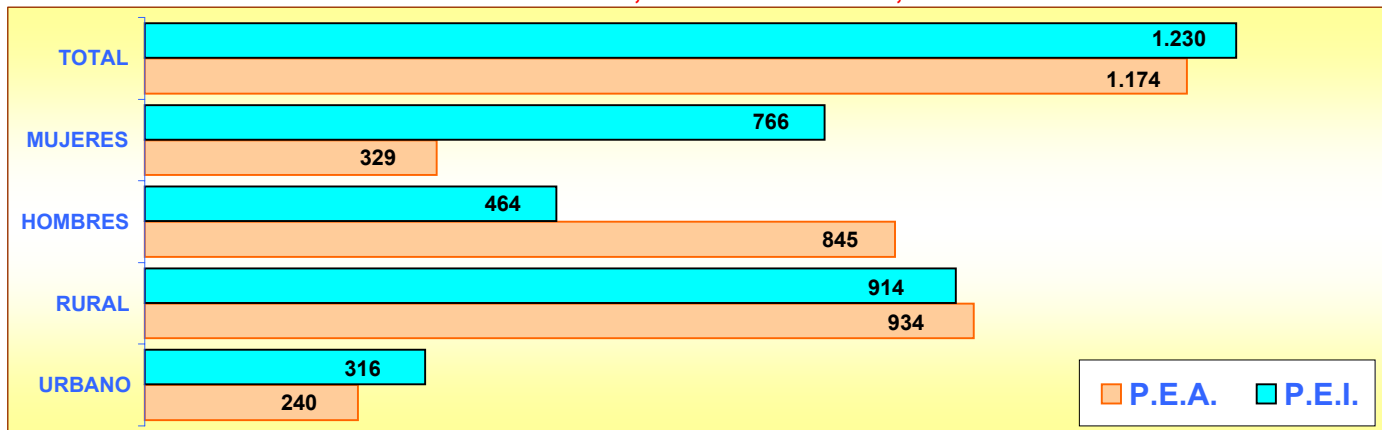 TOTAL
1.230
1.174
MUJERES
766
329
HOMBRES
464
845
RURAL
914
934
URBANO
316
240
P.E.A. P.E.I.